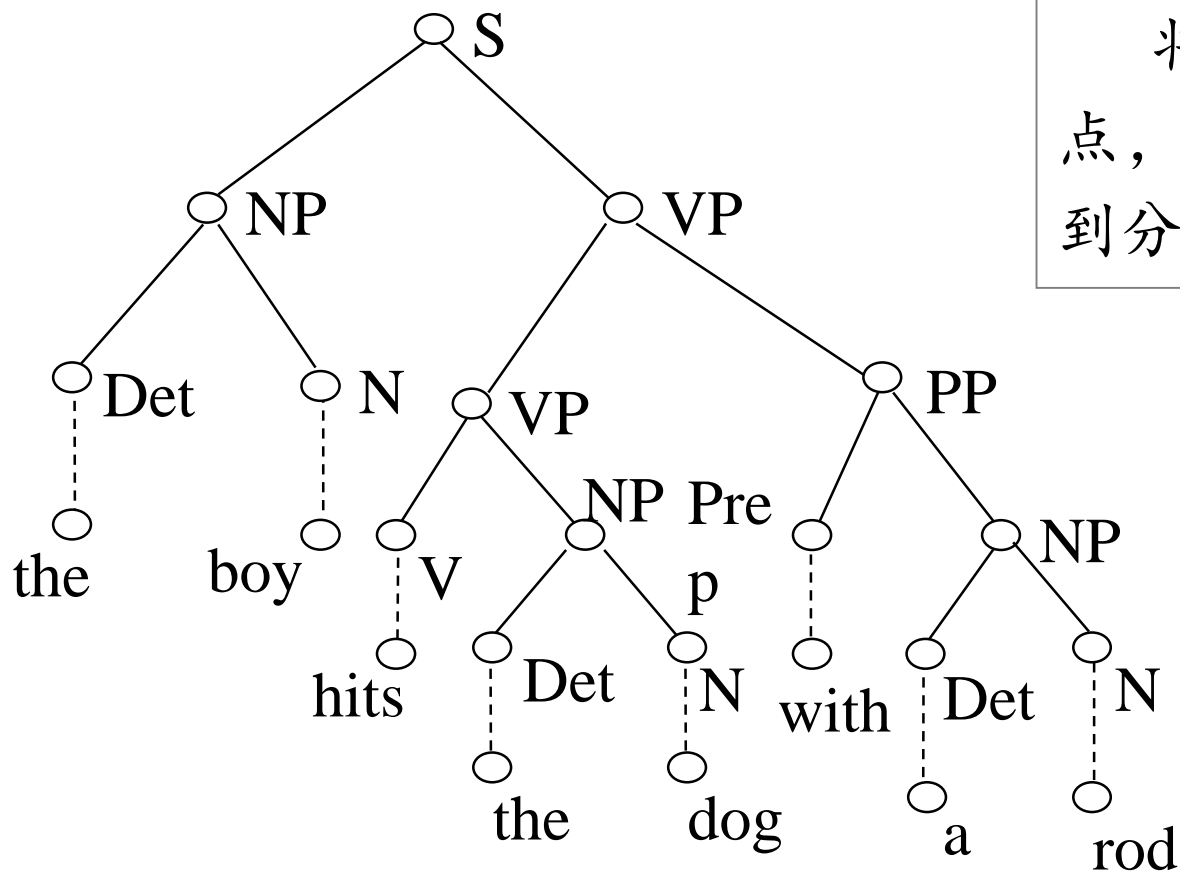 S
点，
到分
NP
VP
Det
N
VP
PP
NP
Pre
p
NP
the
boy
V
hits
Det
N
with
Det
N
the
dog
a
rod